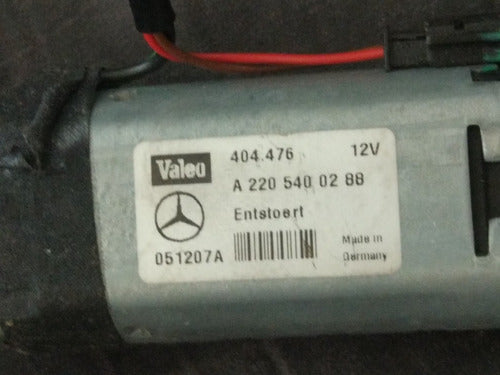 Valeo 404.476 12V
A 220 540 02 88
Entstoert
051207A Made in
Germany